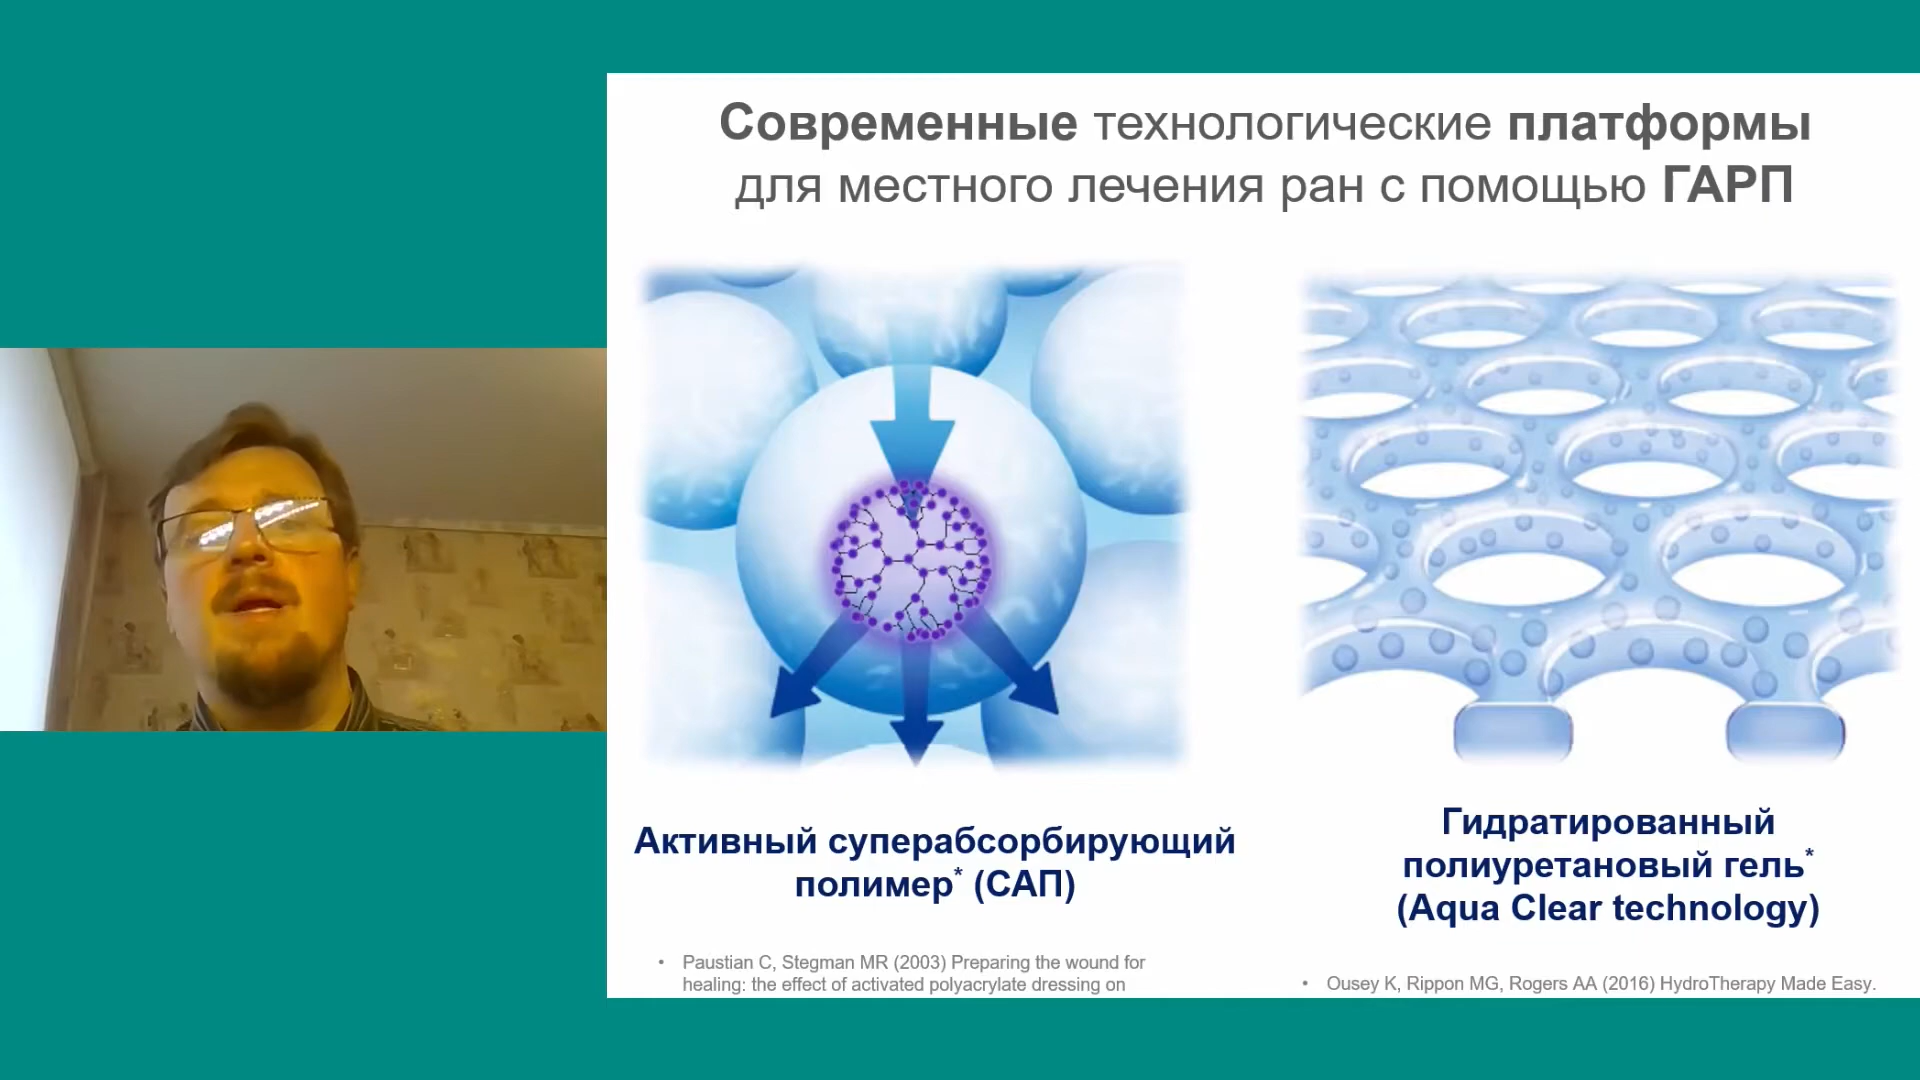 Современные технологические платформы
для местного лечения ран с помощью ГАРП
Активный суперабсорбирующий
полимер* (САП)
Гидратированный
полиуретановый гель*
(Aqua Clear technology)
• Paustian C, Stegman MR (2003) Preparing the wound for
healing: the effect of activated polyacrylate dressing on
• Ousey K, Rippon MG, Rogers AA (2016) HydroTherapy Made Easy.